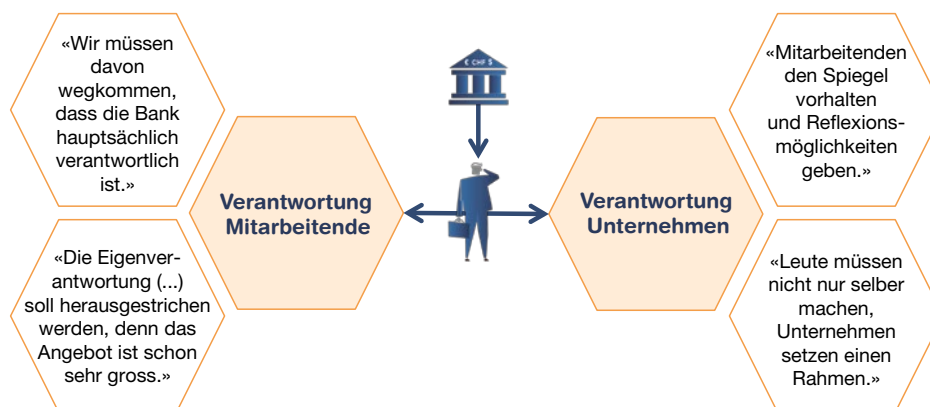 «Wir müssen
davon
wegkommen,
dass die Bank
hauptsächlich
verantwortlich
ist.»
«Die Eigenver-
antwortung (...)
soll herausgestrichen
werden, denn das
Angebot ist schon
sehr gross.»
Verantwortung
Mitarbeitende
€ CHF $
Verantwortung
Unternehmen
«Mitarbeitenden
den Spiegel
vorhalten
und Reflexions-
möglichkeiten
geben.»
«Leute müssen
nicht nur selber
machen,
Unternehmen
setzen einen
Rahmen.»